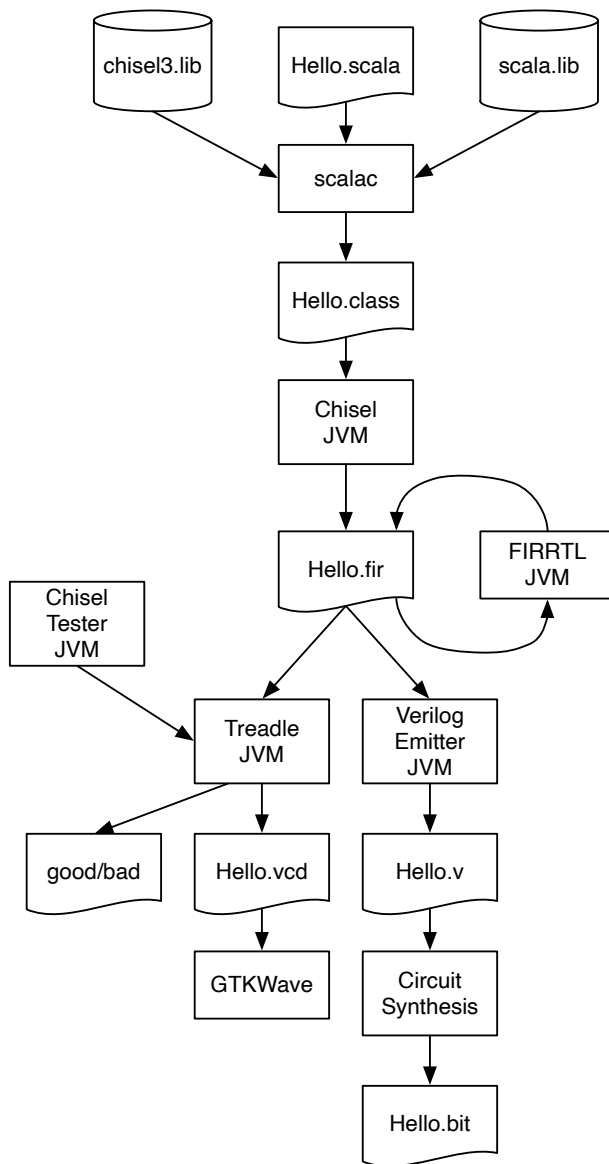 chisel3.lib
Hello.scala
scala.lib
scalac
Hello.class
Chisel
JVM
Hello.fir
FIRRTL
JVM
Chisel
Tester
JVM
Treadle
JVM
Verilog
Emitter
JVM
good/bad
Hello.vcd
Hello.v
GTKWave
Circuit
Synthesis
Hello.bit